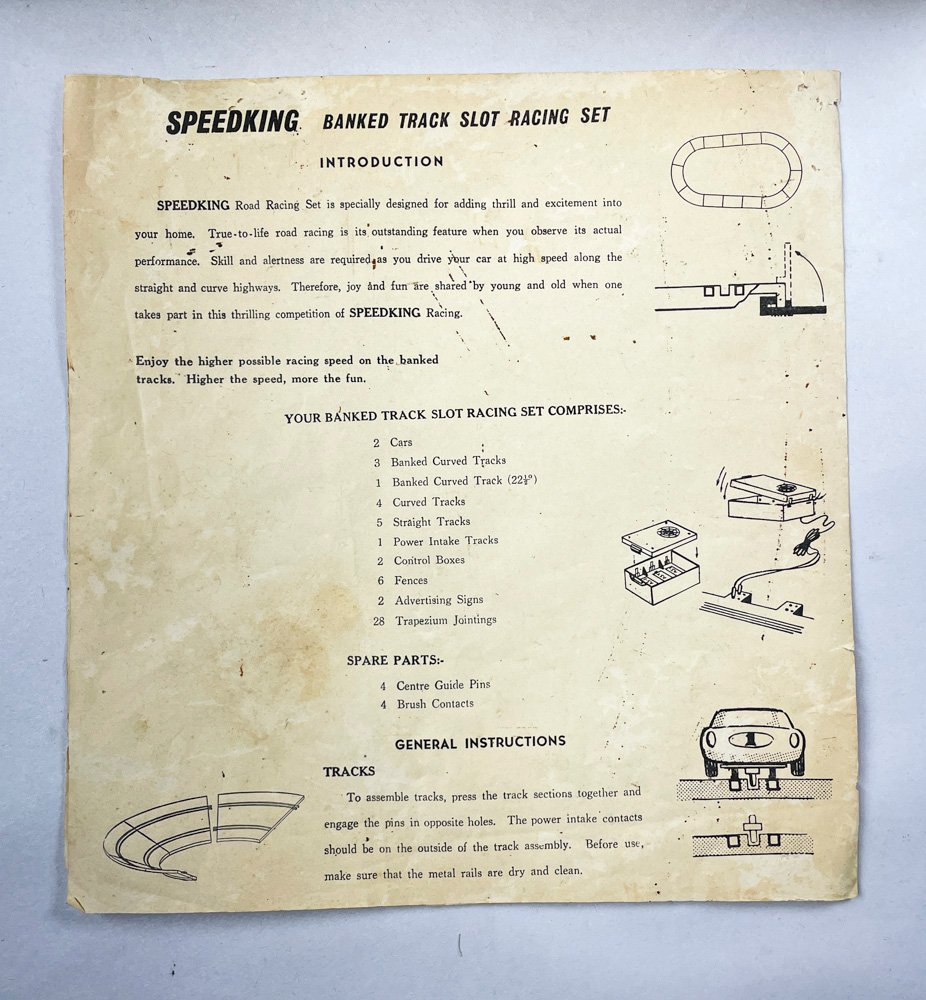 SPEEDKING BANKED TRACK SLOT RACING SET
INTRODUCTION
SPEEDKING Road Racing Set is specially designed for adding thrill and excitement into
your home. True-to-life road racing is its outstanding feature when you observe its actual
performance. Skill and alertness are required as you drive your car at high speed along the
straight and curve highways. Therefore, joy and fun are shared by young and old when one
takes part in this thrilling competition of SPEEDKING Racing.
Enjoy the higher possible racing speed on the banked
tracks. Higher the speed, more the fun.
YOUR BANKED TRACK SLOT RACING SET COMPRISES:-
2 Cars
3 Banked Curved Tracks
1 Banked Curved Track (22½°)
4 Curved Tracks
5 Straight Tracks
1 Power Intake Tracks
2 Control Boxes
6 Fences
2 Advertising Signs
28 Trapezium Jointings
SPARE PARTS:-
4 Centre Guide Pins
4 Brush Contacts
GENERAL INSTRUCTIONS
TRACKS
To assemble tracks, press the track sections together and
engage the pins in opposite holes. The power intake contacts
should be on the outside of the track assembly. Before use,
make sure that the metal rails are dry and clean.
1